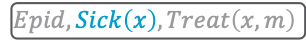 Epid, Sick(x), Treat(x, m)